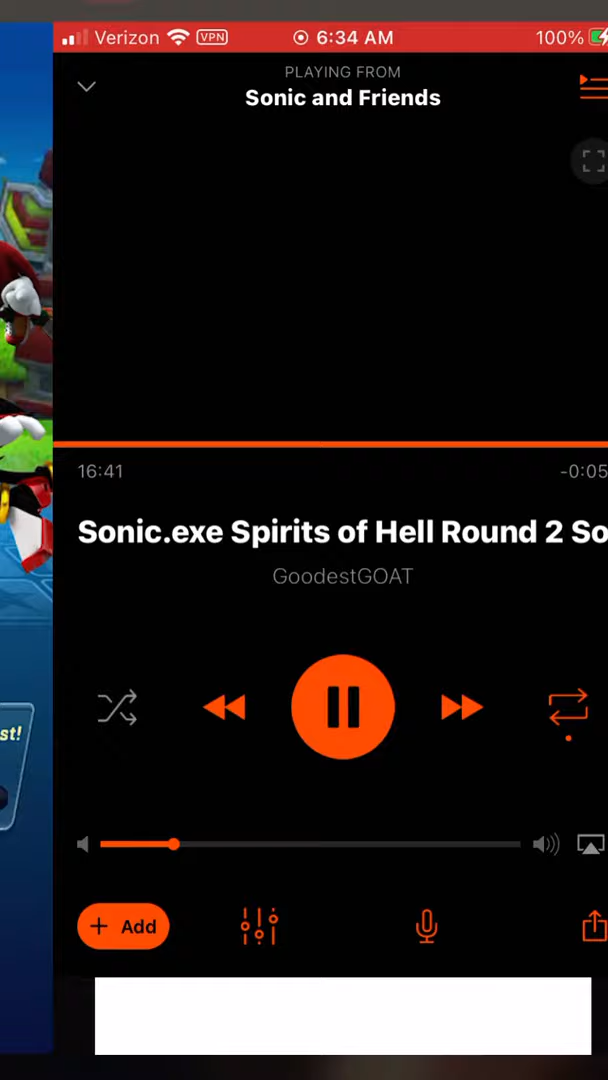 Verizon VPN 6:34 AM 100%
PLAYING FROM
Sonic and Friends
16:41 -0:05
Sonic.exe Spirits of Hell Round 2 So
GoodestGOAT
st!
+ Add